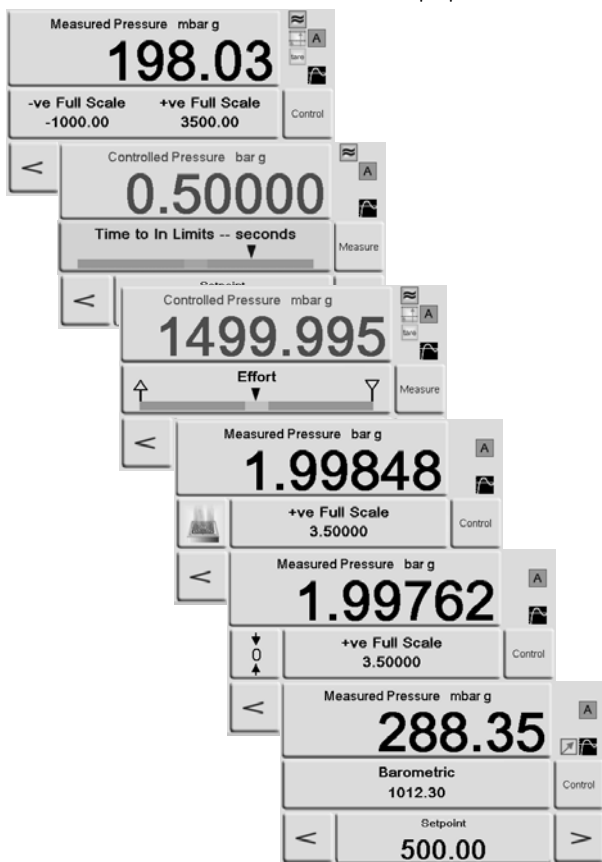 Measured Pressure mbar g
198.03
A
tare
-ve Full Scale +ve Full Scale
-1000.00 3500.00
Control
<
Controlled Pressure bar g
0.50000
A
Time to In Limits -- seconds
Measure
<
Setpoint
Controlled Pressure mbar g
1499.995
A
tare
Effort
Measure
<
Measured Pressure bar g
1.99848
A
+ve Full Scale
3.50000
Control
<
Measured Pressure bar g
1.99762
A
0
+ve Full Scale
3.50000
Control
<
Measured Pressure mbar g
288.35
A
Barometric
1012.30
Control
<
Setpoint
500.00
>